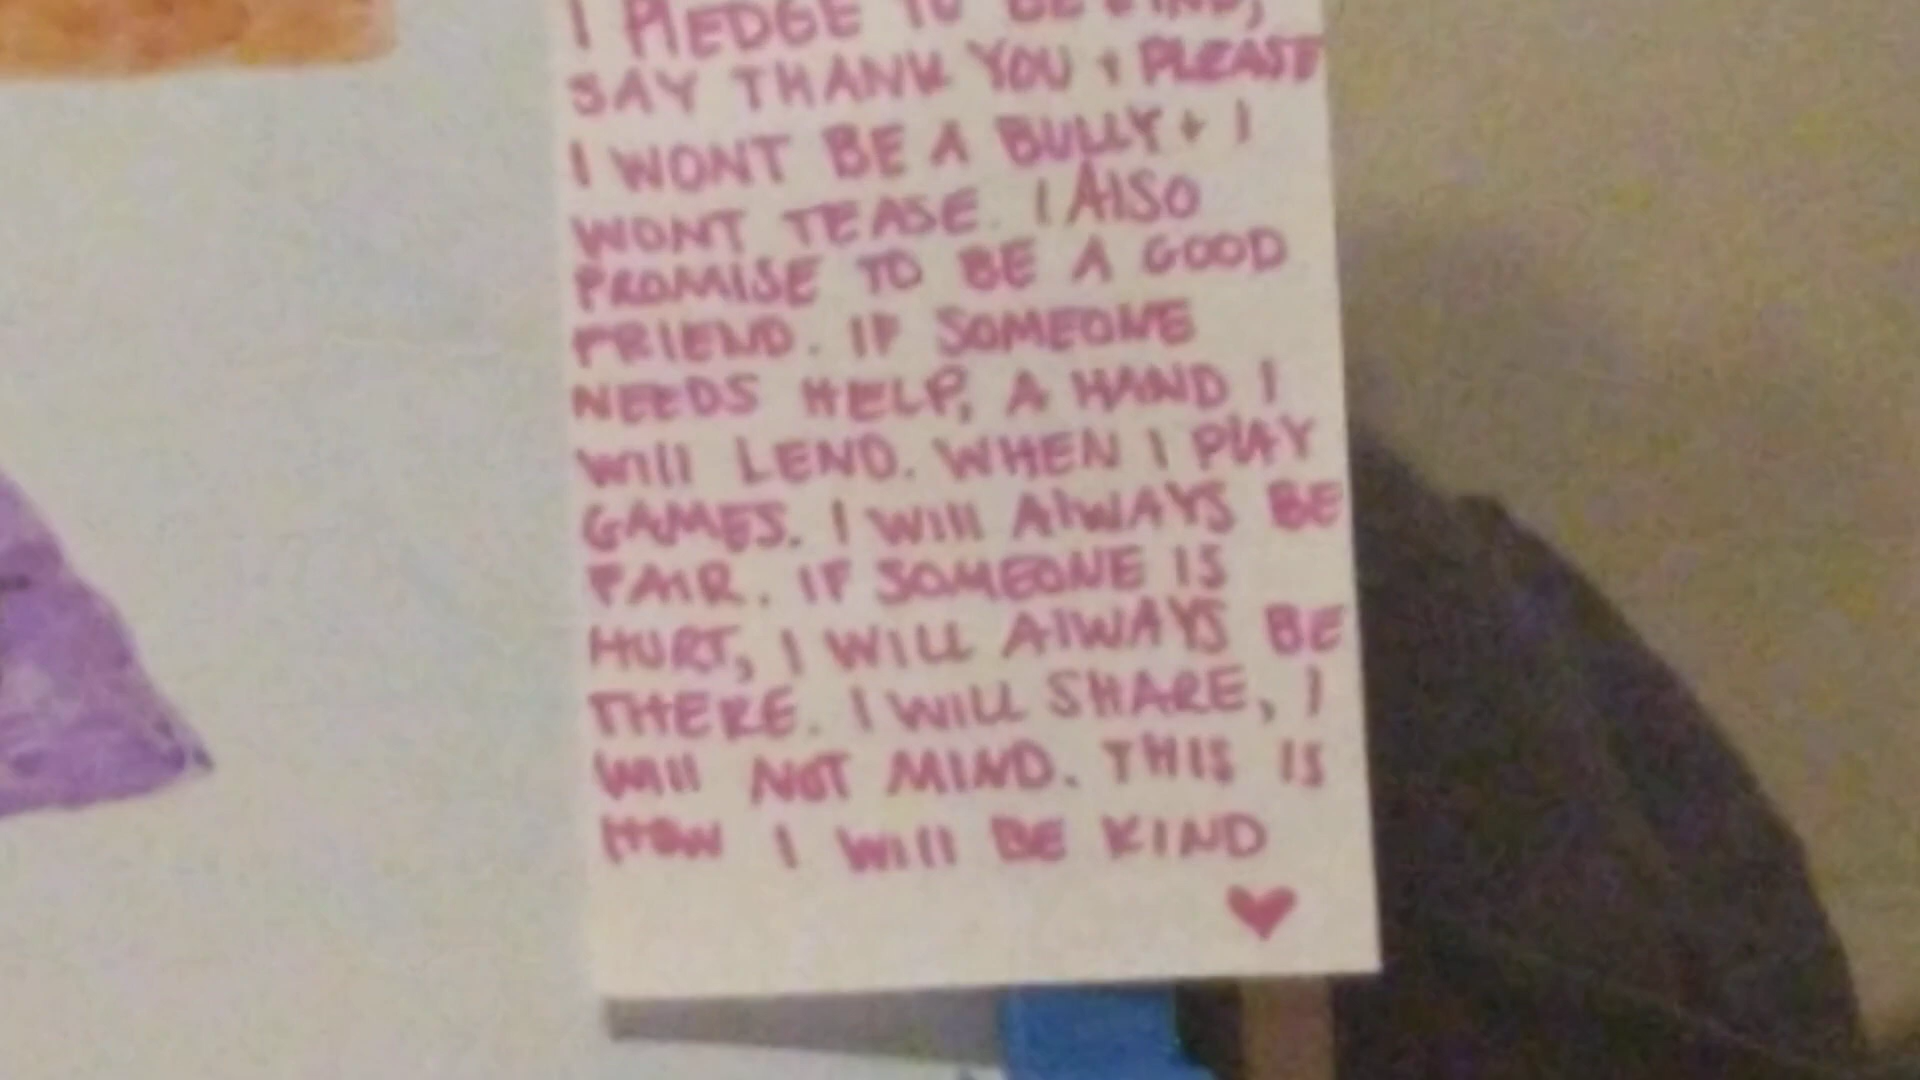 I PlEDGE TO BE KIND,
SAY THANK YOU + PLEASE
I WONT BE A BULLY + I
WONT TEASE. I AlSO
PROMISE TO BE A GOOD
FRIEND. IF SOMEONE
NEEDS HELP, A HAND I
Will LEND. WHEN I PlAY
GAMES. I Will AlWAYS BE
FAIR. IF SOMEONE IS
HURT, I WILL AlWAYS BE
THERE. I WILL SHARE, I
Will NOT MIND. THIS IS
HOW I Will BE KIND